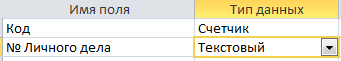 Имя поля Тип данных
Код Счетчик
№ Личного дела Текстовый